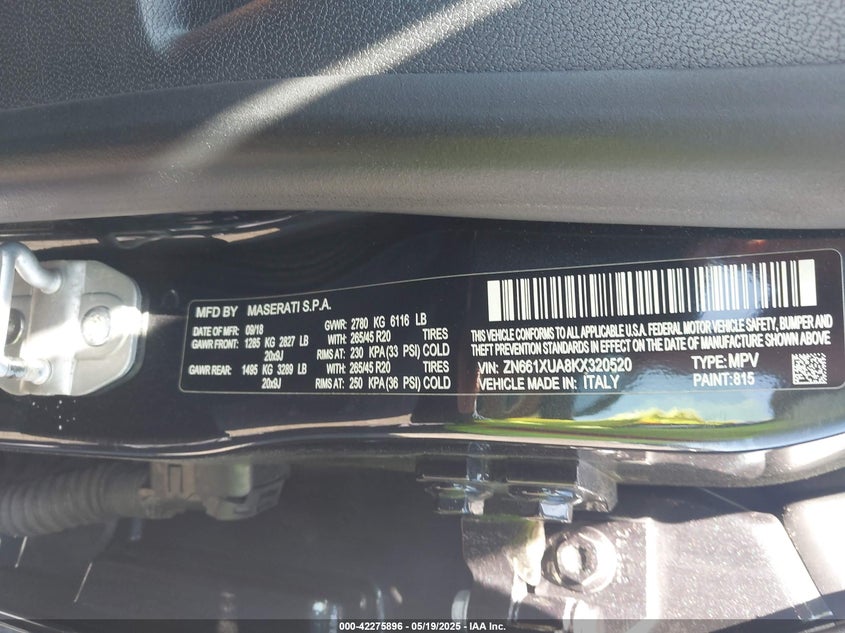 MFD BY MASERATI S.P.A.
DATE OF MFR: 09/18 GVWR: 2780 KG 6116 LB
GAWR FRONT: 1285 KG 2827 LB WITH: 265/45 R20 TIRES
20x9J RIMS AT: 230 KPA (33 PSI) COLD
GAWR REAR: 1495 KG 3289 LB WITH: 265/45 R20 TIRES
20x9J RIMS AT: 250 KPA (36 PSI) COLD
THIS VEHICLE CONFORMS TO ALL APPLICABLE U.S.A. FEDERAL MOTOR VEHICLE SAFETY, BUMPER AND
THEFT PREVENTION STANDARDS IN EFFECT ON THE DATE OF MANUFACTURE SHOWN ABOVE
VIN: ZN661XUA8KX320520 TYPE: MPV
VEHICLE MADE IN: ITALY PAINT: 815
000-42275896 - 05/19/2025 - IAA Inc.